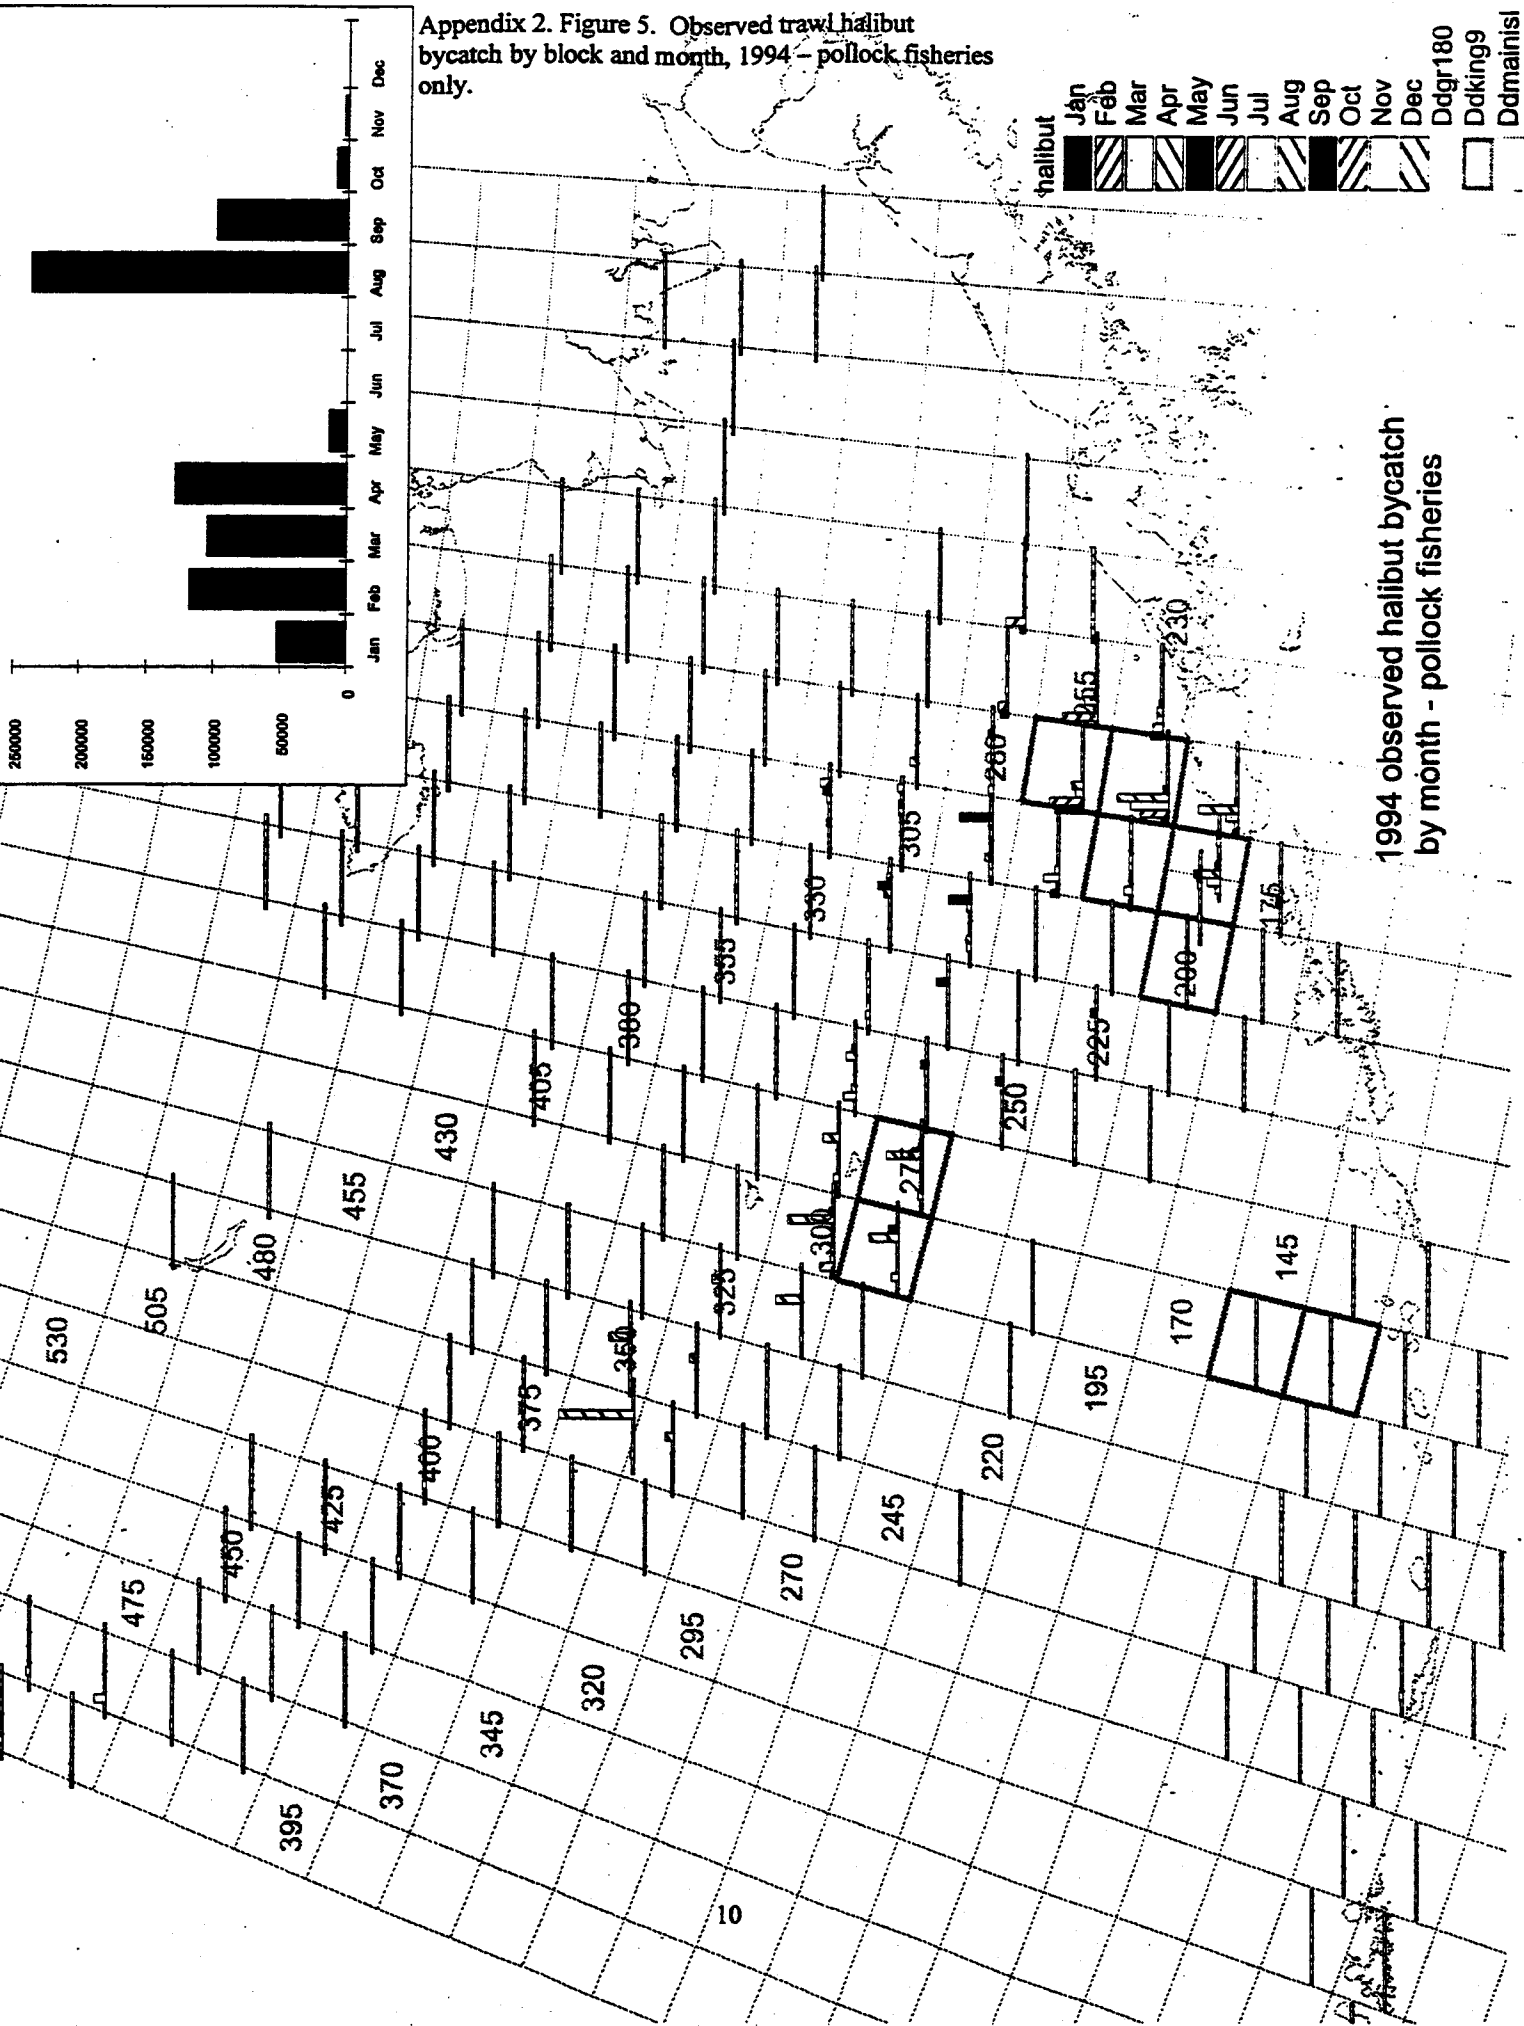 Appendix 2. Figure 5. Observed trawl halibut
bycatch by block and month, 1994 – pollock fisheries
only.
250000
200000
150000
100000
50000
0
Jan
Feb
Mar
Apr
May
Jun
Jul
Aug
Sep
Oct
Nov
Dec
halibut
Jan
Feb
Mar
Apr
May
Jun
Jul
Aug
Sep
Oct
Nov
Dec
Ddgr180
Ddking9
Ddmainisl
530
505
480
455
430
405
380
355
330
305
280
230
475
450
425
400
375
350
325
300
275
250
225
200
175
395
370
345
320
295
270
245
220
195
170
145
1994 observed halibut bycatch
by month - pollock fisheries
10